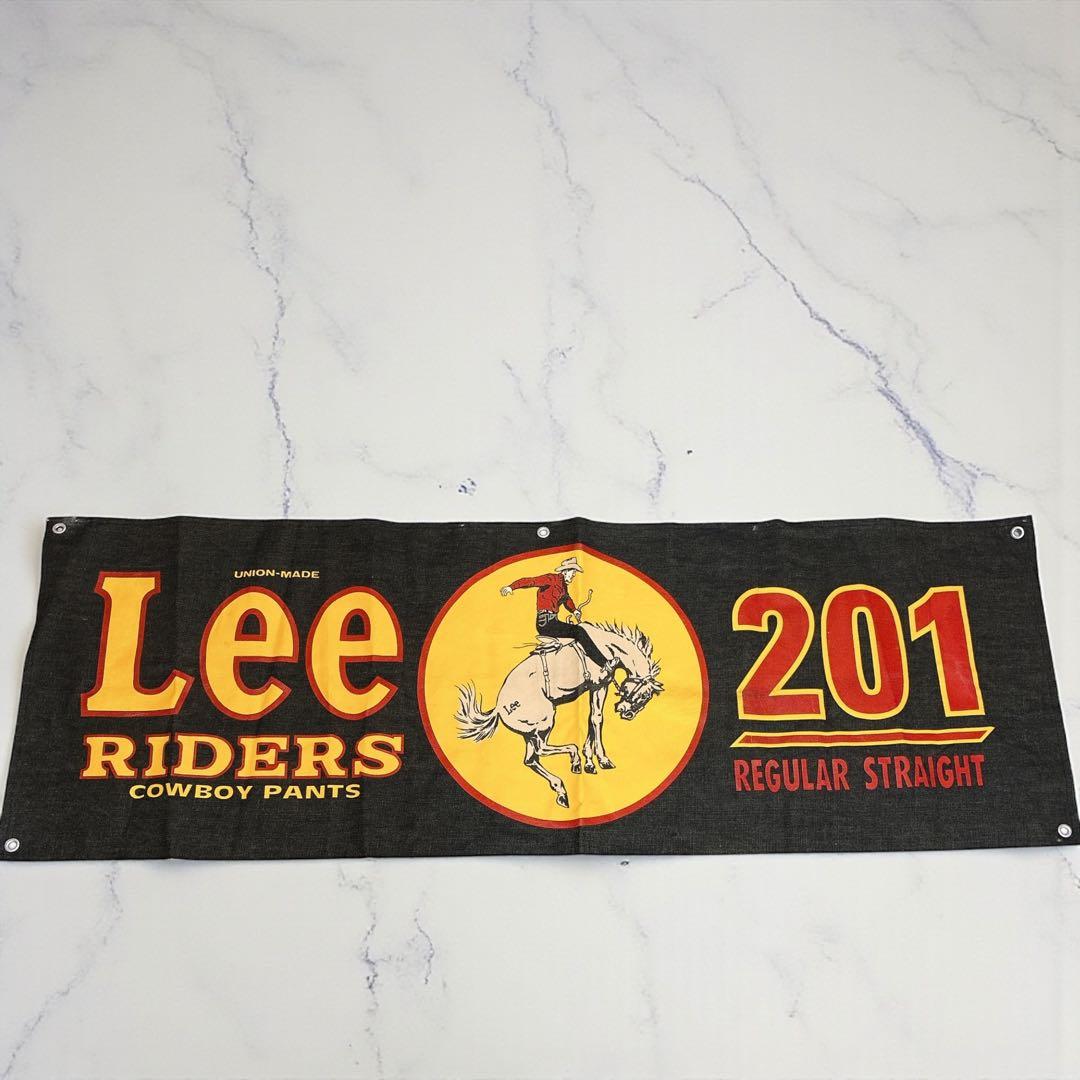 UNION-MADE
Lee
RIDERS
COWBOY PANTS
Lee
201
REGULAR STRAIGHT